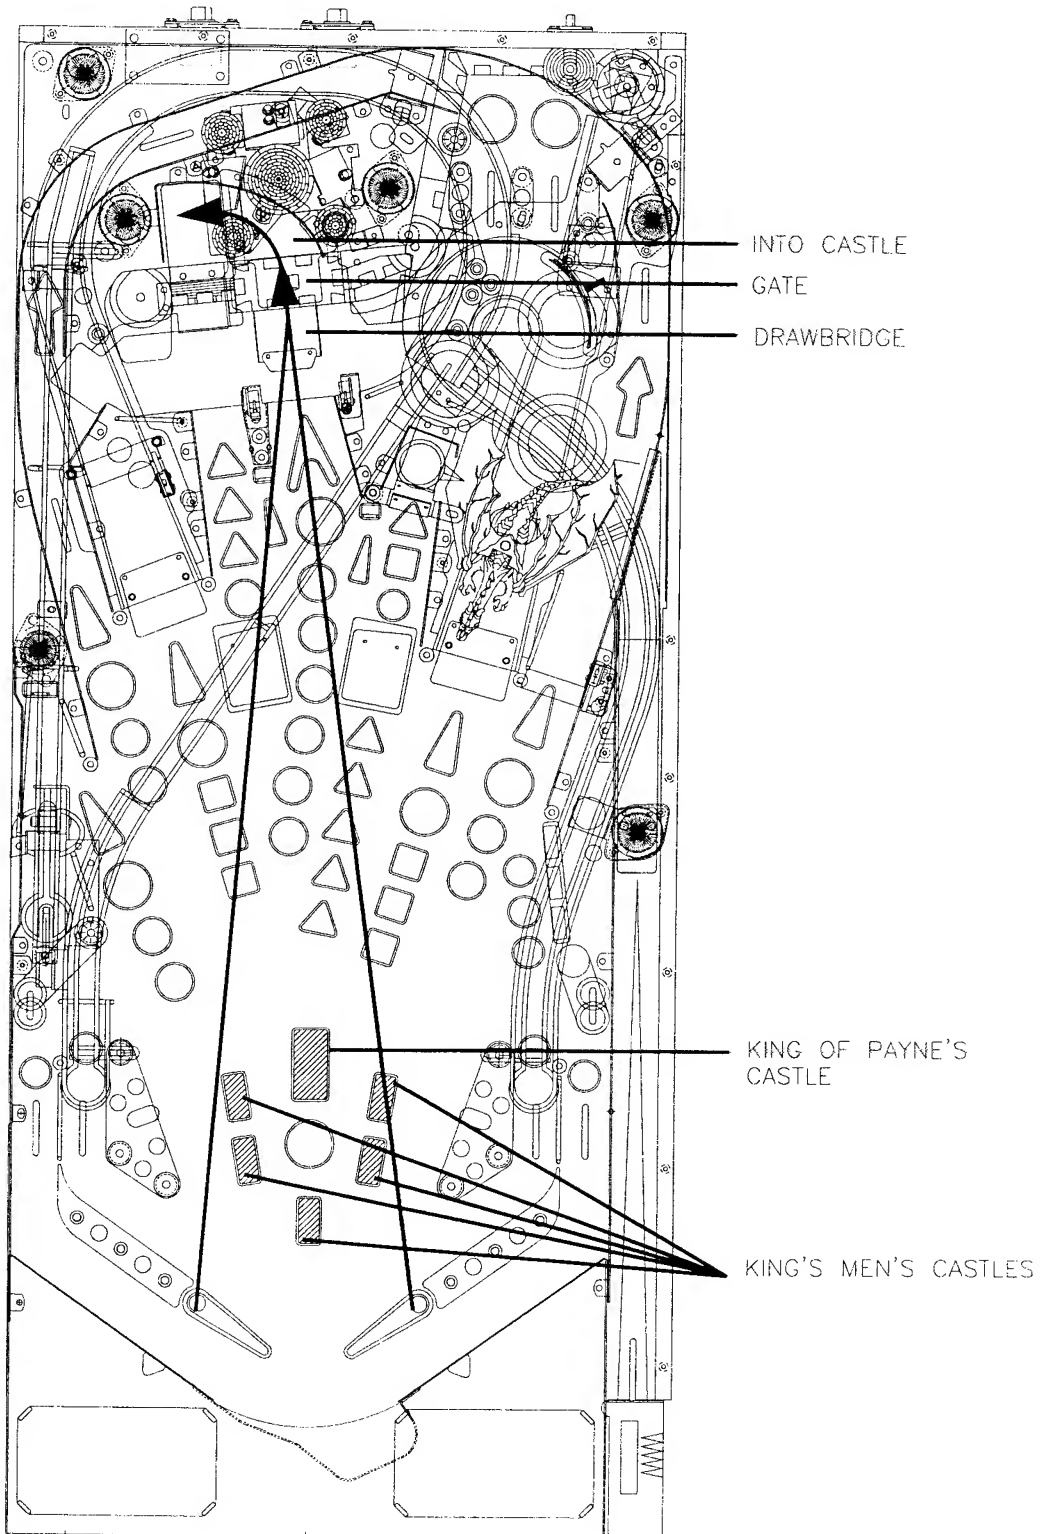 INTO CASTLE
GATE
DRAWBRIDGE
KING OF PAYNE'S
CASTLE
KING'S MEN'S CASTLES